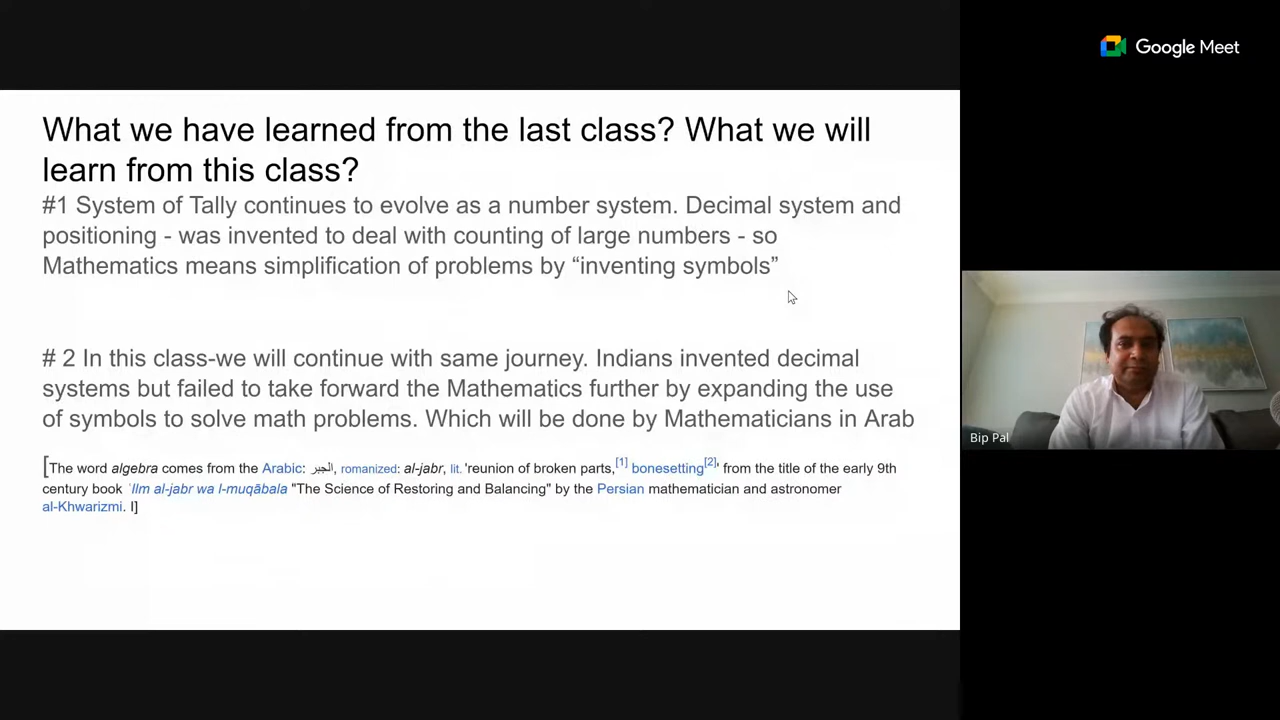 Google Meet
What we have learned from the last class? What we will
learn from this class?
#1 System of Tally continues to evolve as a number system. Decimal system and
positioning - was invented to deal with counting of large numbers - so
Mathematics means simplification of problems by “inventing symbols”
# 2 In this class-we will continue with same journey. Indians invented decimal
systems but failed to take forward the Mathematics further by expanding the use
of symbols to solve math problems. Which will be done by Mathematicians in Arab
[The word algebra comes from the Arabic: الجبر, romanized: al-jabr, lit. 'reunion of broken parts,[1] bonesetting[2]' from the title of the early 9th
century book ʿIlm al-jabr wa l-muqābala "The Science of Restoring and Balancing" by the Persian mathematician and astronomer
al-Khwarizmi. I]
Bip Pal